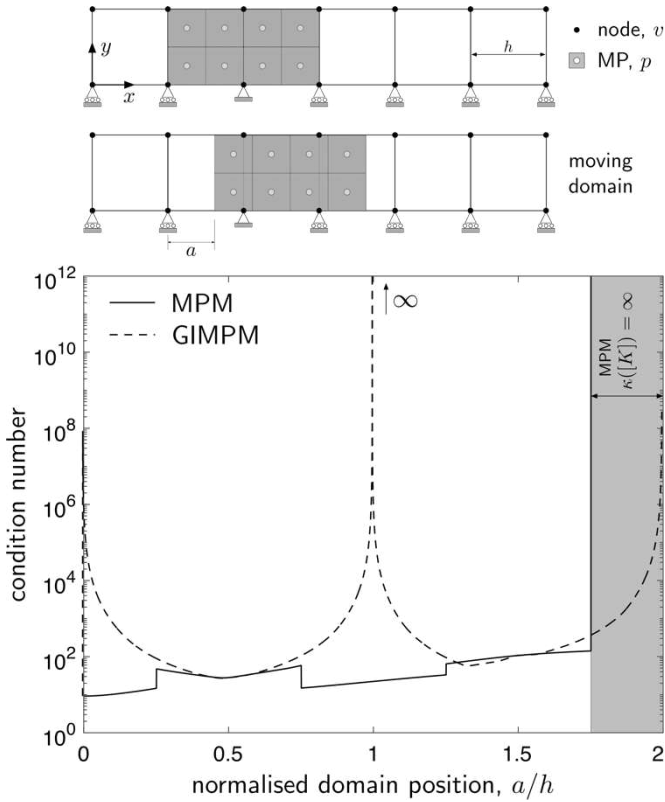 node, v
y
h
MP, p
x
moving
domain
a
10^12
MPM
∞
GIMPM
10^10
MPM
κ([K]) = ∞
10^8
condition number
10^6
10^4
10^2
10^0
0
0.5
1
1.5
2
normalised domain position, a/h